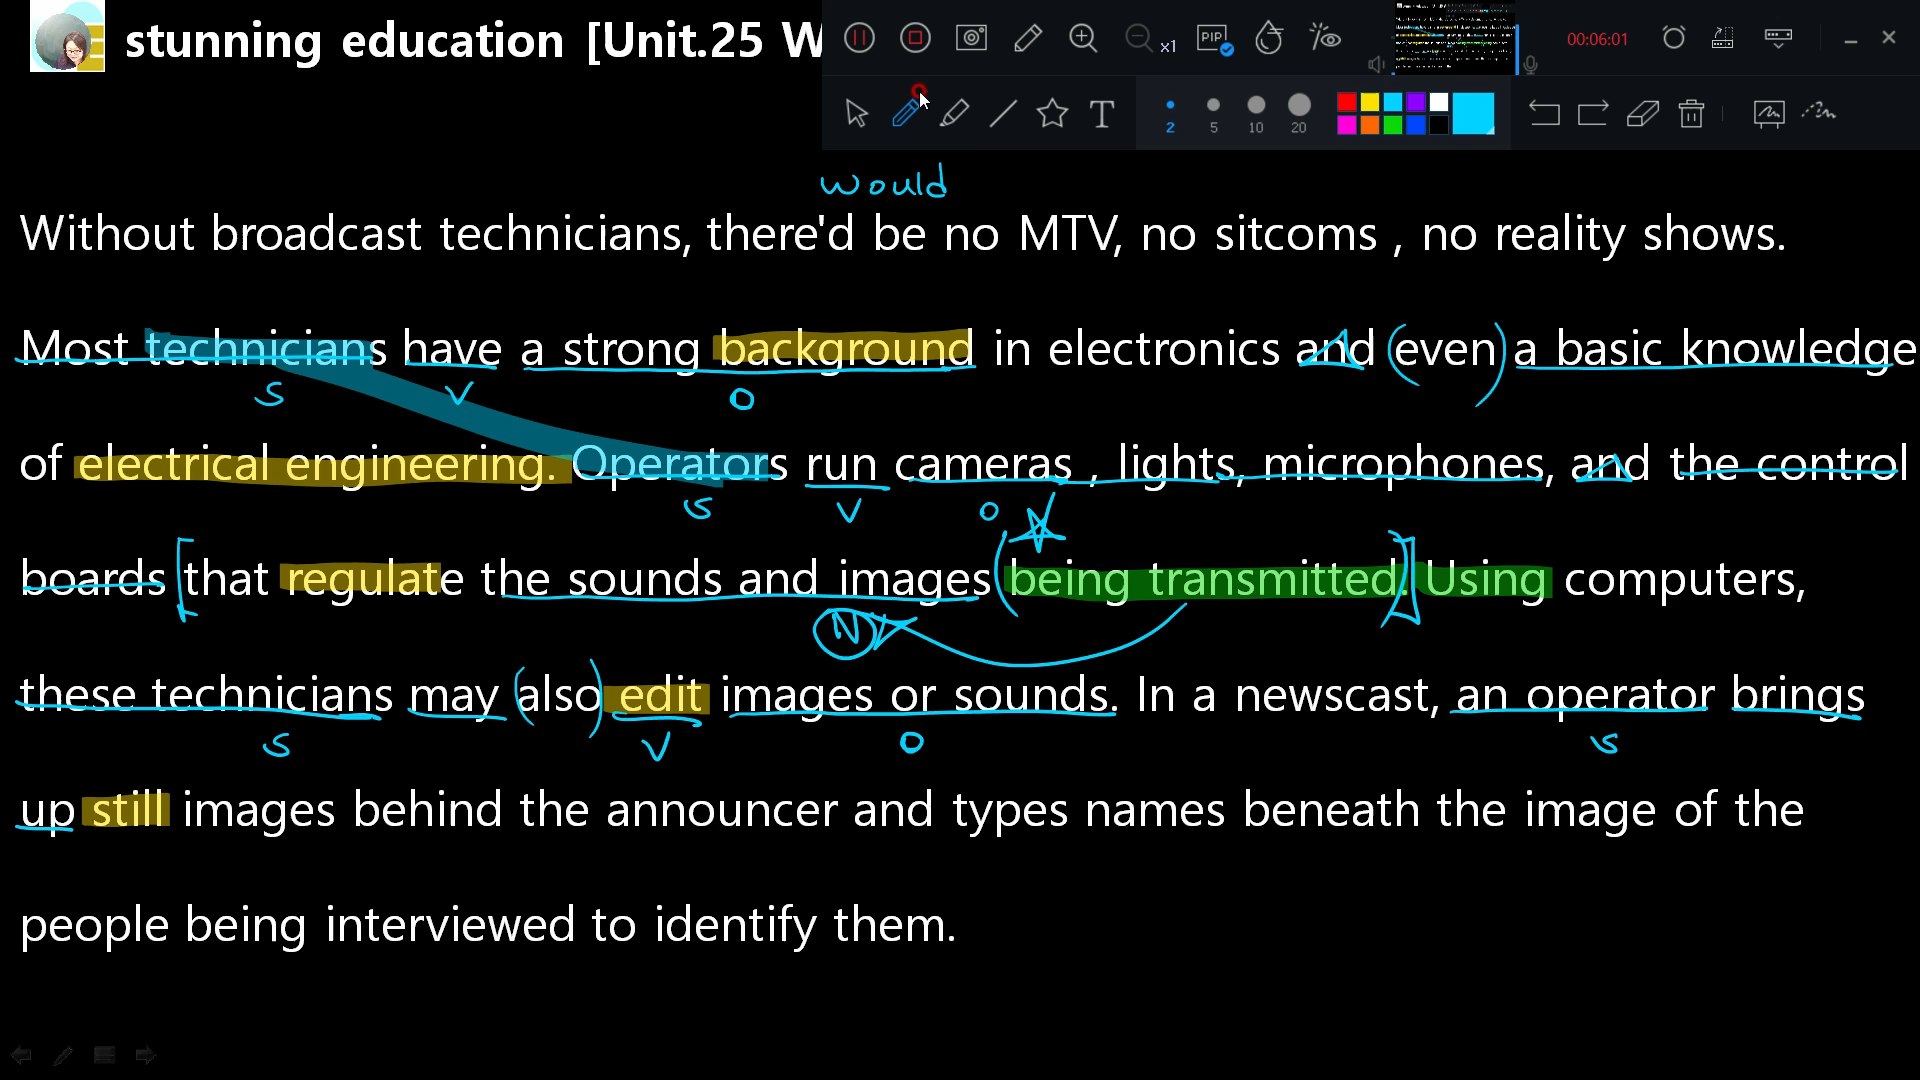 stunning education [Unit.25 W
x1
PIP
00:06:01
T
2 5 10 20
would
Without broadcast technicians, there'd be no MTV, no sitcoms , no reality shows.
Most technicians have a strong background in electronics and (even) a basic knowledge
S V O
of electrical engineering. Operators run cameras , lights, microphones, and the control
S V O
boards [that regulate the sounds and images (being transmitted.)] Using computers,
N
these technicians may (also) edit images or sounds. In a newscast, an operator brings
S V O S
up still images behind the announcer and types names beneath the image of the
people being interviewed to identify them.